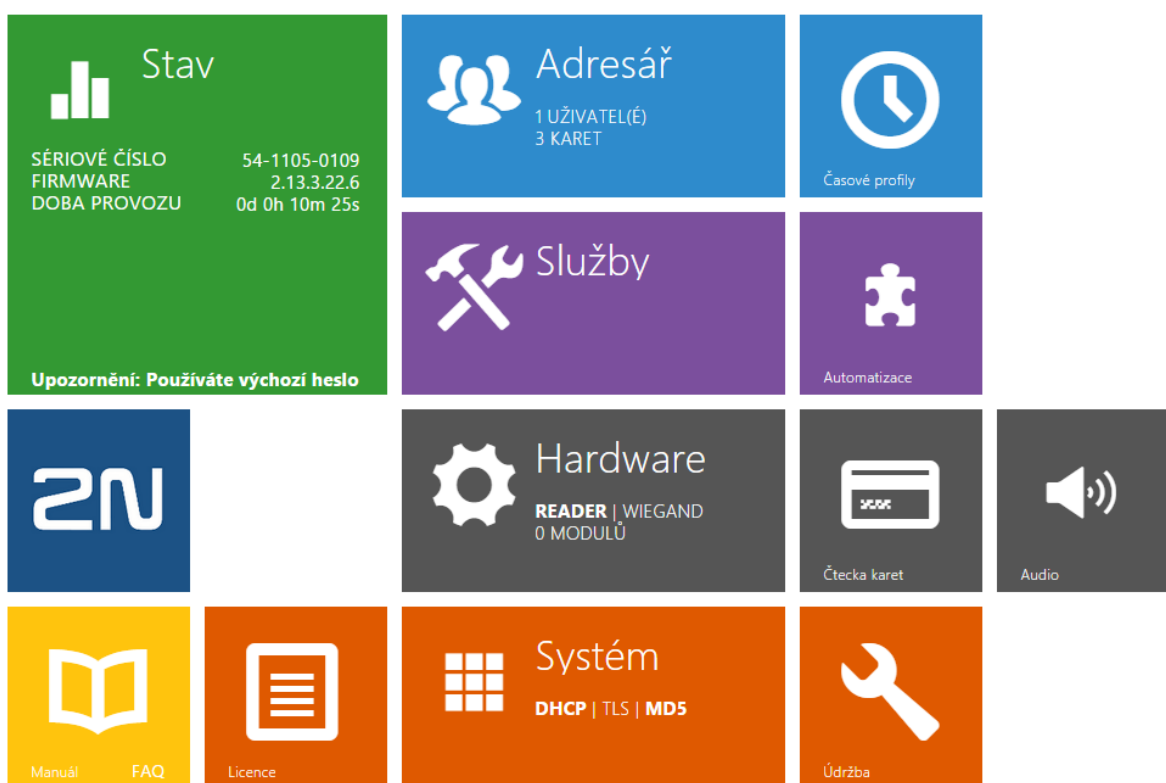 Stav
SÉRIOVÉ ČÍSLO 54-1105-0109
FIRMWARE 2.13.3.22.6
DOBA PROVOZU 0d 0h 10m 25s
Upozornění: Používáte výchozí heslo
Adresář
1 UŽIVATEL(É)
3 KARET
Časové profily
Služby
Automatizace
2N
Hardware
READER | WIEGAND
0 MODULŮ
Čtecka karet
Audio
Manuál FAQ
Licence
Systém
DHCP | TLS | MD5
Údržba